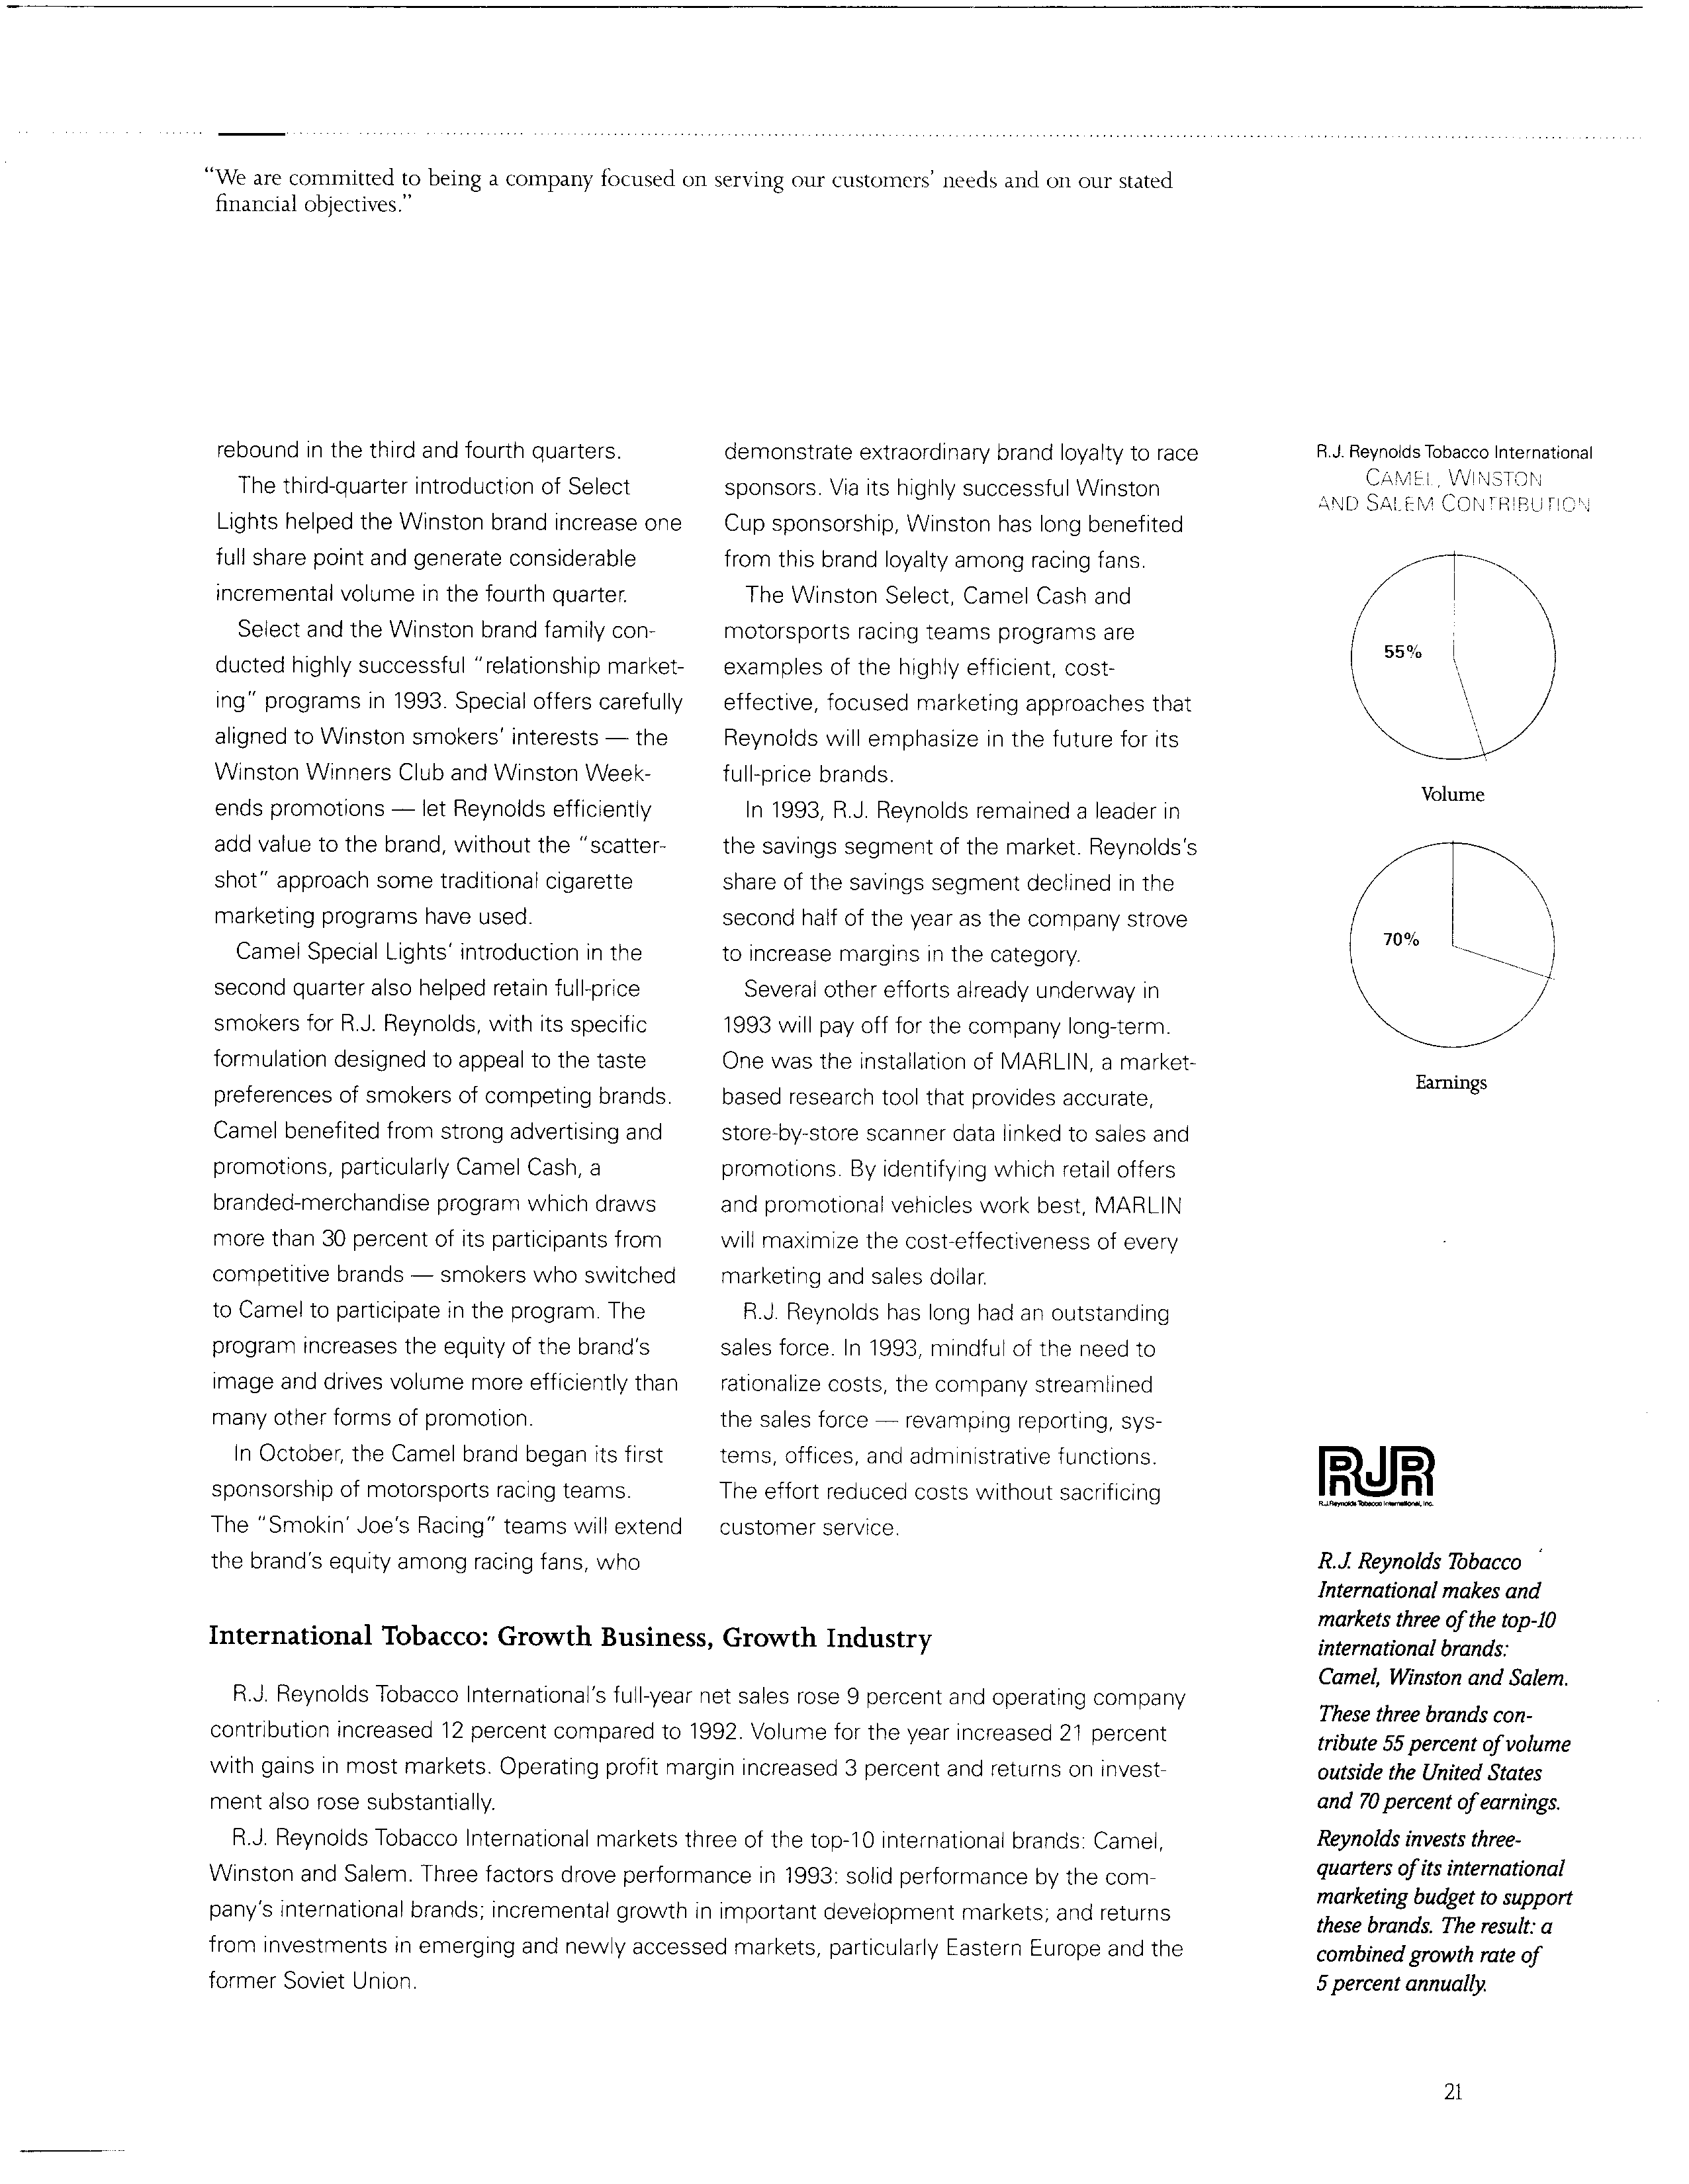 “We are committed to being a company focused on serving our customers’ needs and on our stated
financial objectives.”
rebound in the third and fourth quarters.
The third-quarter introduction of Select
Lights helped the Winston brand increase one
full share point and generate considerable
incremental volume in the fourth quarter.
Select and the Winston brand family con-
ducted highly successful “relationship market-
ing” programs in 1993. Special offers carefully
aligned to Winston smokers’ interests — the
Winston Winners Club and Winston Week-
ends promotions — let Reynolds efficiently
add value to the brand, without the “scatter-
shot” approach some traditional cigarette
marketing programs have used.
Camel Special Lights’ introduction in the
second quarter also helped retain full-price
smokers for R.J. Reynolds, with its specific
formulation designed to appeal to the taste
preferences of smokers of competing brands.
Camel benefited from strong advertising and
promotions, particularly Camel Cash, a
branded-merchandise program which draws
more than 30 percent of its participants from
competitive brands — smokers who switched
to Camel to participate in the program. The
program increases the equity of the brand’s
image and drives volume more efficiently than
many other forms of promotion.
In October, the Camel brand began its first
sponsorship of motorsports racing teams.
The “Smokin’ Joe’s Racing” teams will extend
the brand’s equity among racing fans, who
demonstrate extraordinary brand loyalty to race
sponsors. Via its highly successful Winston
Cup sponsorship, Winston has long benefited
from this brand loyalty among racing fans.
The Winston Select, Camel Cash and
motorsports racing teams programs are
examples of the highly efficient, cost-
effective, focused marketing approaches that
Reynolds will emphasize in the future for its
full-price brands.
In 1993, R.J. Reynolds remained a leader in
the savings segment of the market. Reynolds’s
share of the savings segment declined in the
second half of the year as the company strove
to increase margins in the category.
Several other efforts already underway in
1993 will pay off for the company long-term.
One was the installation of MARLIN, a market-
based research tool that provides accurate,
store-by-store scanner data linked to sales and
promotions. By identifying which retail offers
and promotional vehicles work best, MARLIN
will maximize the cost-effectiveness of every
marketing and sales dollar.
R.J. Reynolds has long had an outstanding
sales force. In 1993, mindful of the need to
rationalize costs, the company streamlined
the sales force — revamping reporting, sys-
tems, offices, and administrative functions.
The effort reduced costs without sacrificing
customer service.
International Tobacco: Growth Business, Growth Industry
R.J. Reynolds Tobacco International’s full-year net sales rose 9 percent and operating company
contribution increased 12 percent compared to 1992. Volume for the year increased 21 percent
with gains in most markets. Operating profit margin increased 3 percent and returns on invest-
ment also rose substantially.
R.J. Reynolds Tobacco International markets three of the top-10 international brands: Camel,
Winston and Salem. Three factors drove performance in 1993: solid performance by the com-
pany’s international brands; incremental growth in important development markets; and returns
from investments in emerging and newly accessed markets, particularly Eastern Europe and the
former Soviet Union.
R.J. Reynolds Tobacco International
CAMEL, WINSTON
AND SALEM CONTRIBUTION
55%
Volume
70%
Earnings
RJR
R.J. Reynolds Tobacco International, Inc.
R.J. Reynolds Tobacco
International makes and
markets three of the top-10
international brands:
Camel, Winston and Salem.
These three brands con-
tribute 55 percent of volume
outside the United States
and 70 percent of earnings.
Reynolds invests three-
quarters of its international
marketing budget to support
these brands. The result: a
combined growth rate of
5 percent annually.
21